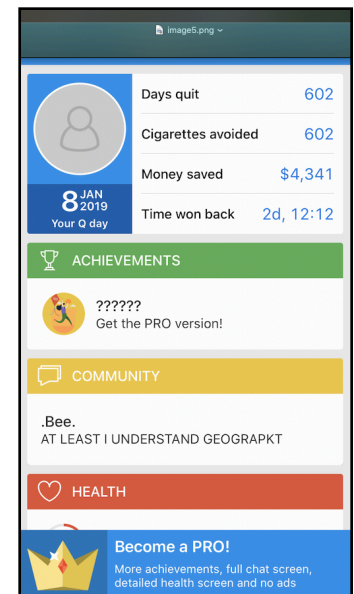 image5.png
Days quit 602
Cigarettes avoided 602
Money saved $4,341
Time won back 2d, 12:12
8 JAN 2019
Your Q day
ACHIEVEMENTS
??????
Get the PRO version!
COMMUNITY
.Bee.
AT LEAST I UNDERSTAND GEOGRAPKT
HEALTH
Become a PRO!
More achievements, full chat screen,
detailed health screen and no ads